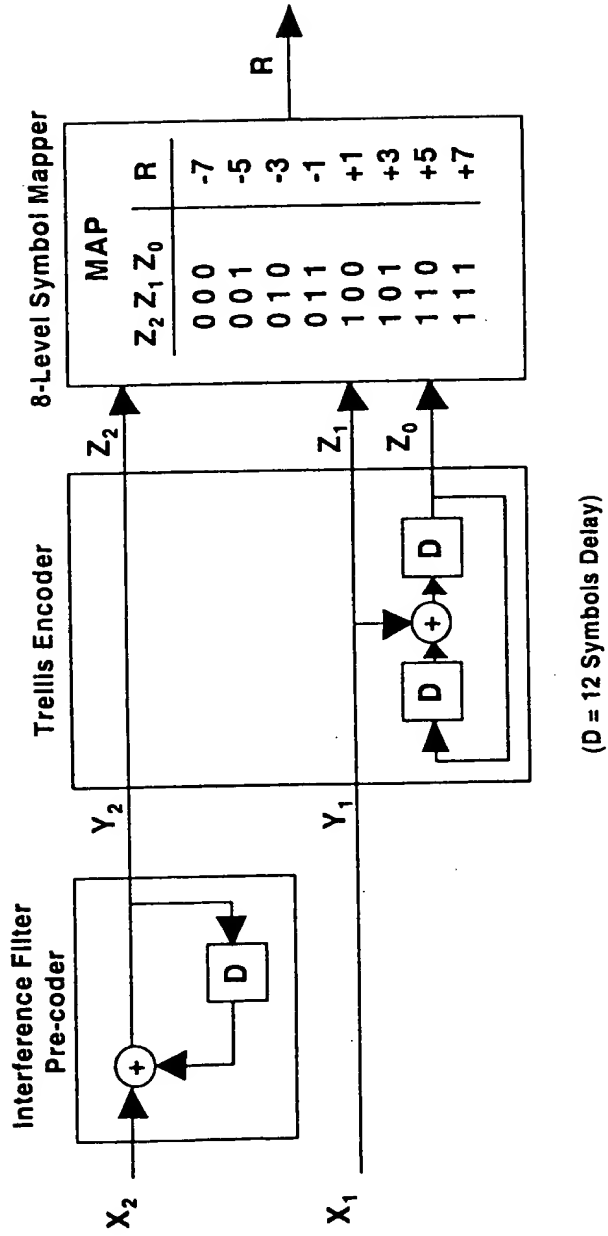 Interference Filter
Pre-coder
Trellis Encoder
8-Level Symbol Mapper
X₂
+
D
Y₂
Z₂
X₁
Y₁
D
+
D
Z₁
Z₀
MAP
Z₂ Z₁ Z₀ R
0 0 0 -7
0 0 1 -5
0 1 0 -3
0 1 1 -1
1 0 0 +1
1 0 1 +3
1 1 0 +5
1 1 1 +7
R
(D = 12 Symbols Delay)